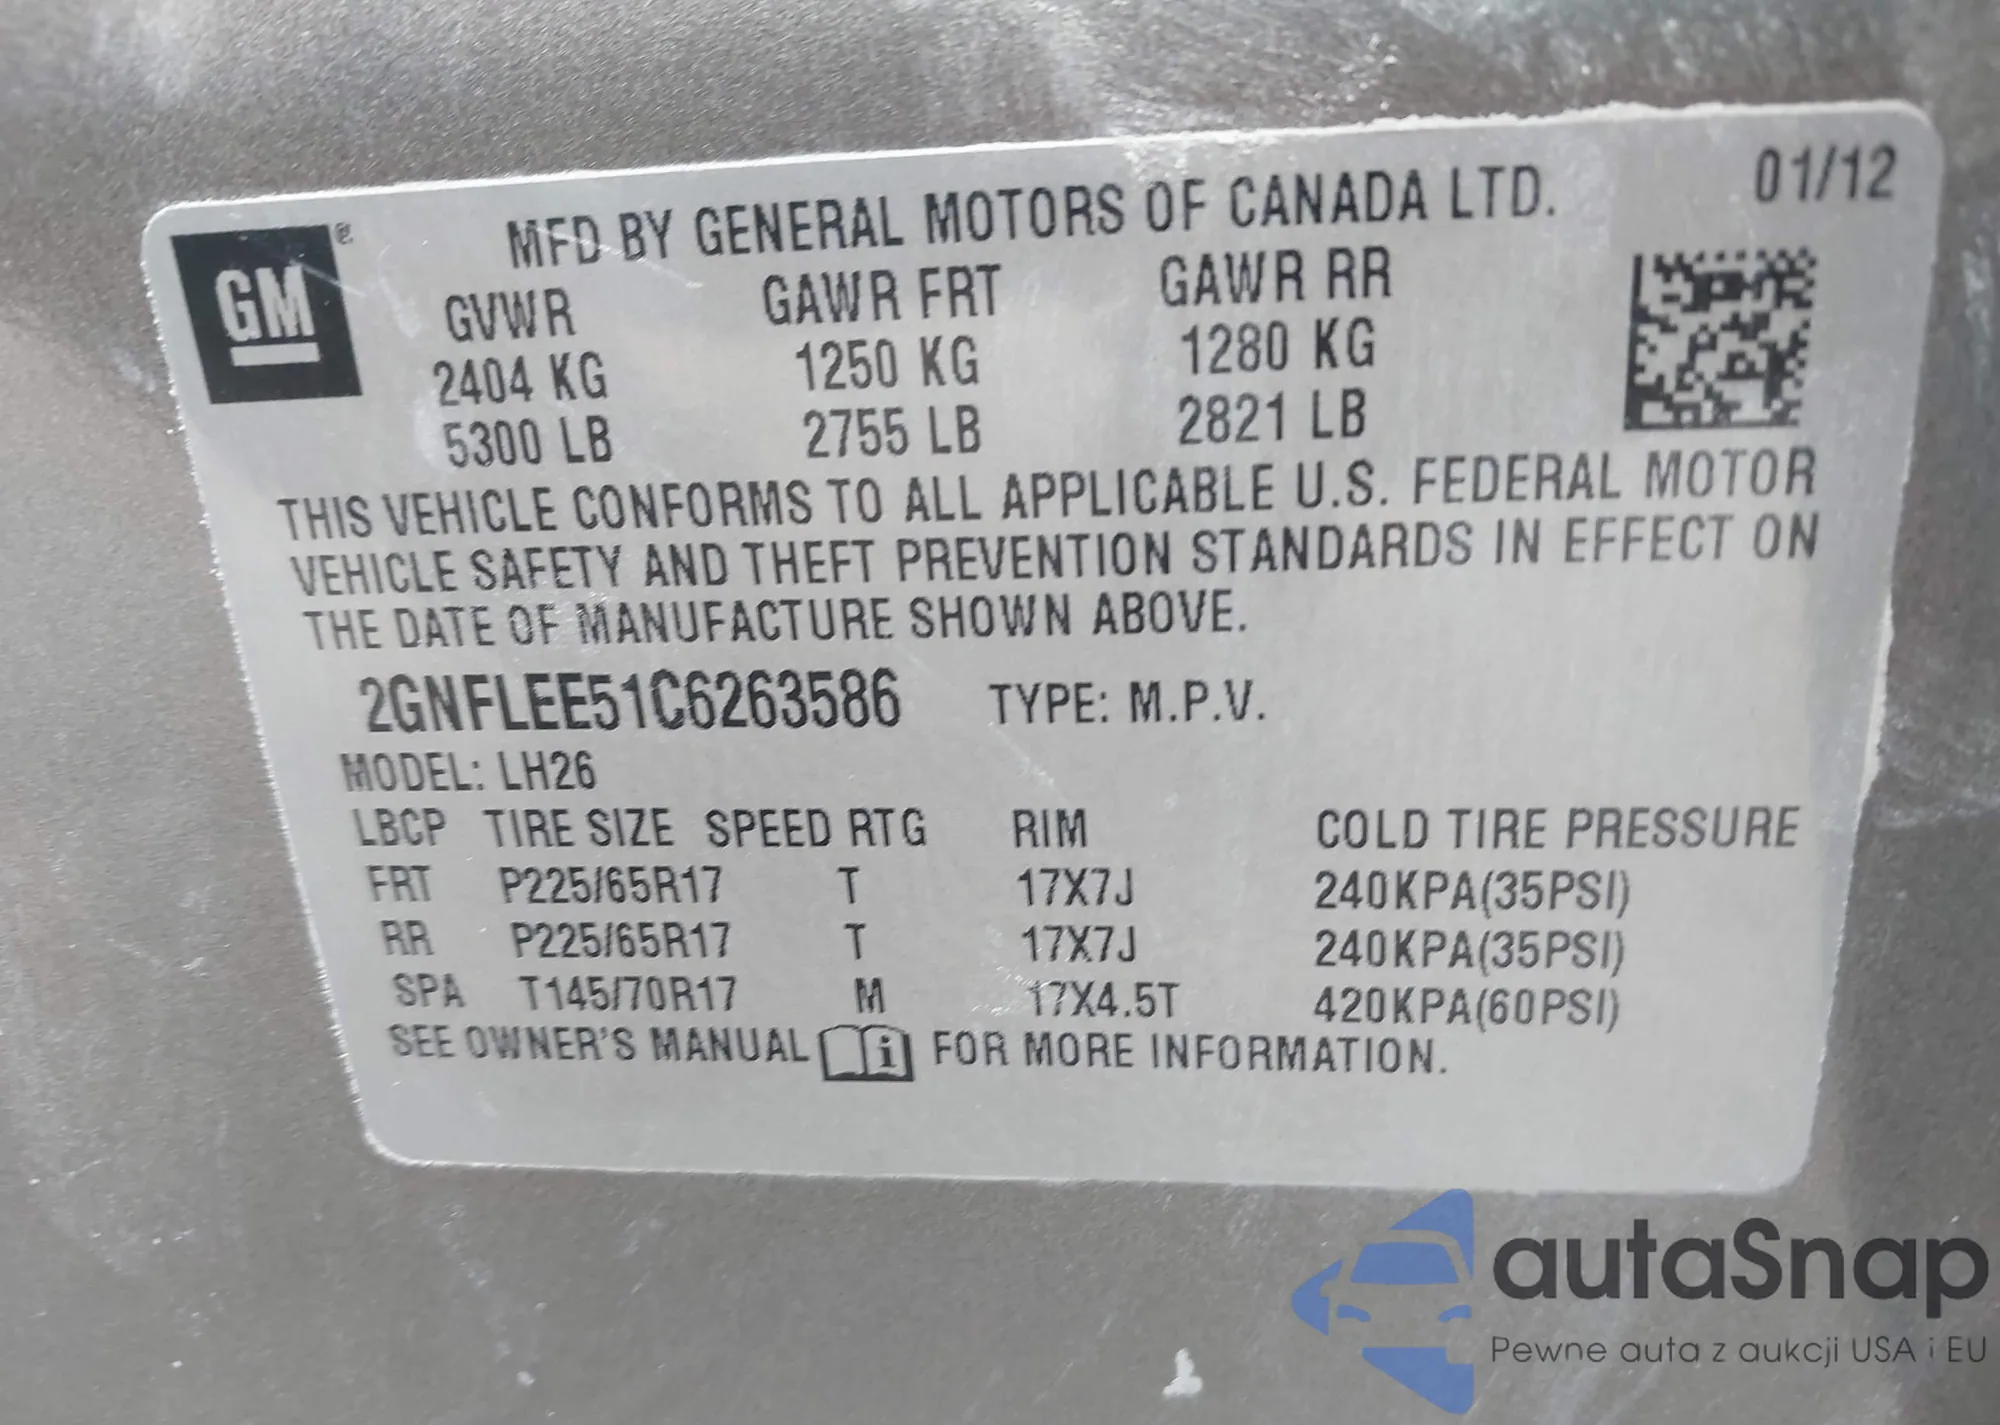 01/12
GM ®
MFD BY GENERAL MOTORS OF CANADA LTD.
GVWR GAWR FRT GAWR RR
2404 KG 1250 KG 1280 KG
5300 LB 2755 LB 2821 LB
THIS VEHICLE CONFORMS TO ALL APPLICABLE U.S. FEDERAL MOTOR
VEHICLE SAFETY AND THEFT PREVENTION STANDARDS IN EFFECT ON
THE DATE OF MANUFACTURE SHOWN ABOVE.
2GNFLEE51C6263586 TYPE: M.P.V.
MODEL: LH26
LBCP TIRE SIZE SPEED RTG RIM COLD TIRE PRESSURE
FRT P225/65R17 T 17X7J 240KPA(35PSI)
RR P225/65R17 T 17X7J 240KPA(35PSI)
SPA T145/70R17 M 17X4.5T 420KPA(60PSI)
SEE OWNER'S MANUAL i FOR MORE INFORMATION.
autaSnap
Pewne auta z aukcji USA i EU